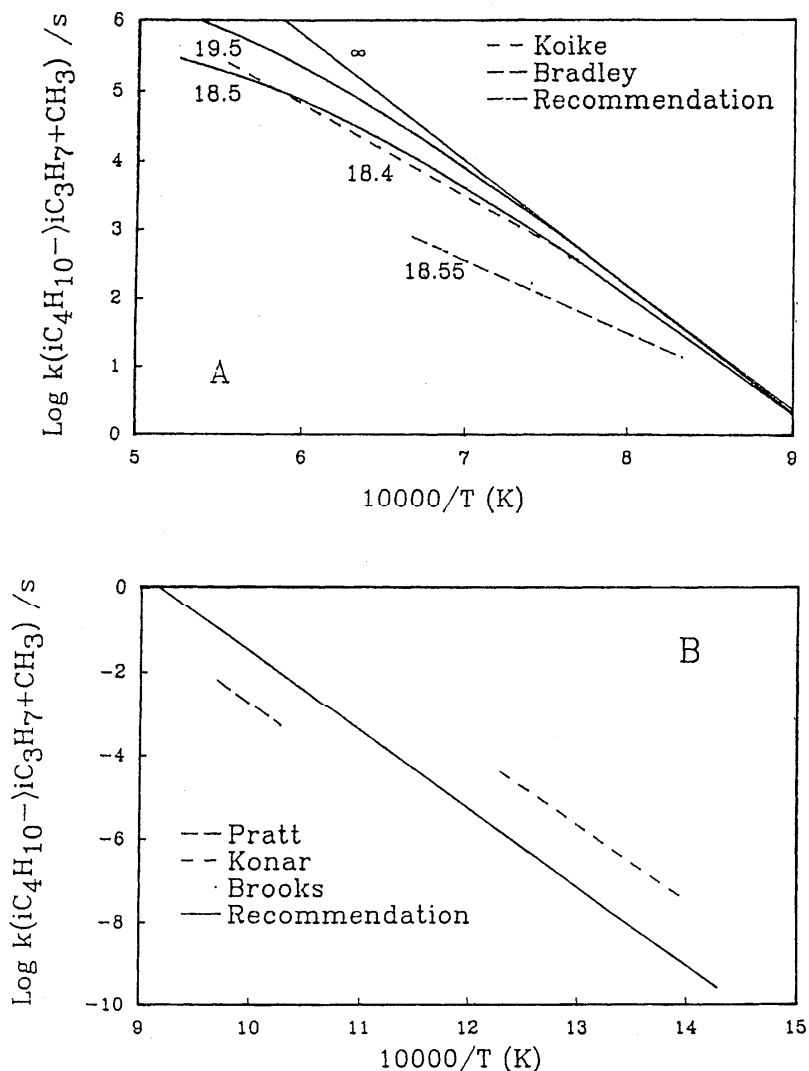 Log k(iC4H10->iC3H7+CH3) /s
6
5
4
3
2
1
0
19.5
18.5
∞
18.4
18.55
Koike
Bradley
Recommendation
A
5
6
7
8
9
10000/T (K)
Log k(iC4H10->iC3H7+CH3) /s
0
-2
-4
-6
-8
-10
B
Pratt
Konar
Brooks
Recommendation
9
10
11
12
13
14
15
10000/T (K)